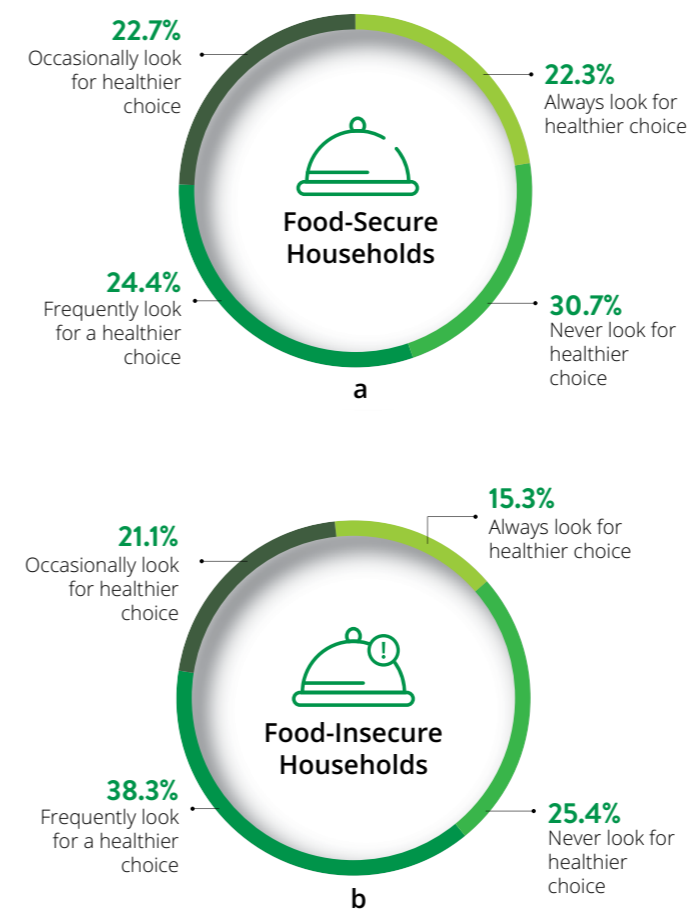 22.7%
Occasionally look
for healthier
choice
22.3%
Always look for
healthier choice
Food-Secure
Households
24.4%
Frequently look
for a healthier
choice
30.7%
Never look for
healthier
choice
a
15.3%
Always look for
healthier choice
21.1%
Occasionally look
for healthier
choice
!
Food-Insecure
Households
38.3%
Frequently look
for a healthier
choice
25.4%
Never look for
healthier
choice
b